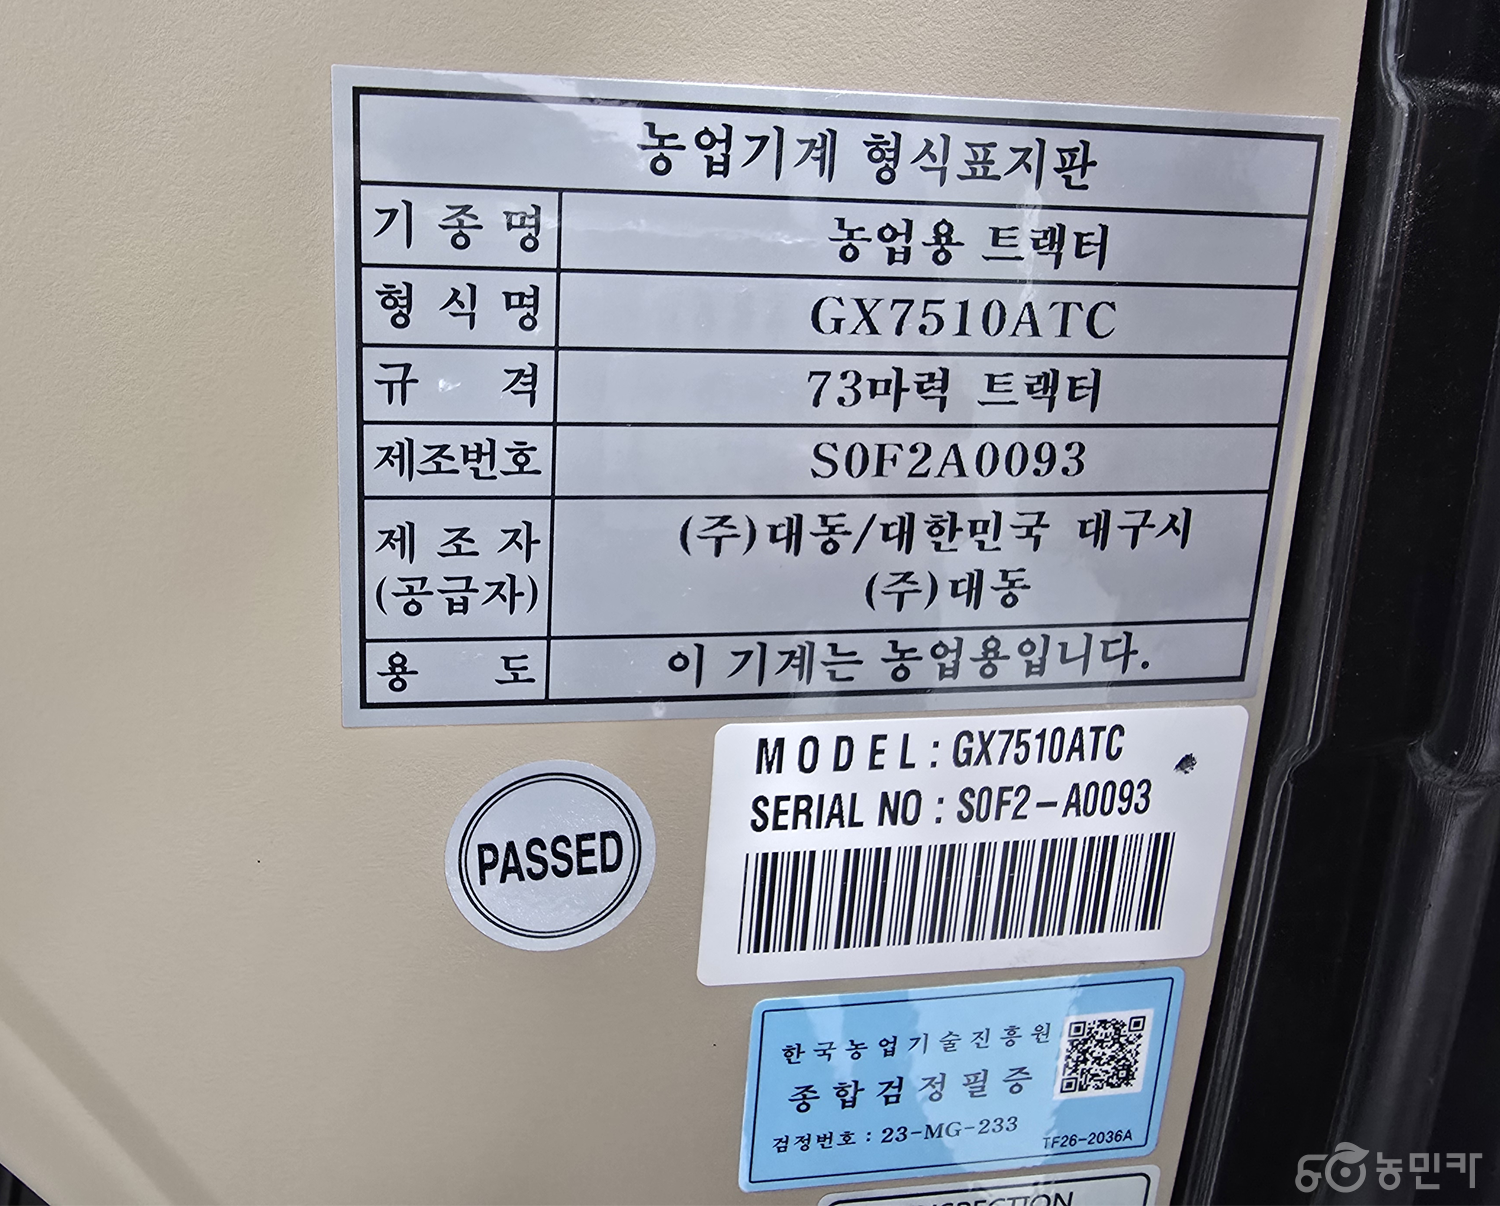 농업기계 형식표지판
기종명 농업용 트랙터
형식명 GX7510ATC
규격 73마력 트랙터
제조번호 S0F2A0093
제조자 (주)대동/대한민국 대구시
(공급자) (주)대동
용도 이 기계는 농업용입니다.
MODEL : GX7510ATC
SERIAL NO : S0F2-A0093
PASSED
한국농업기술진흥원
종합검정필증
검정번호 : 23-MG-233
TF26-2036A
INSPECTION
농민카